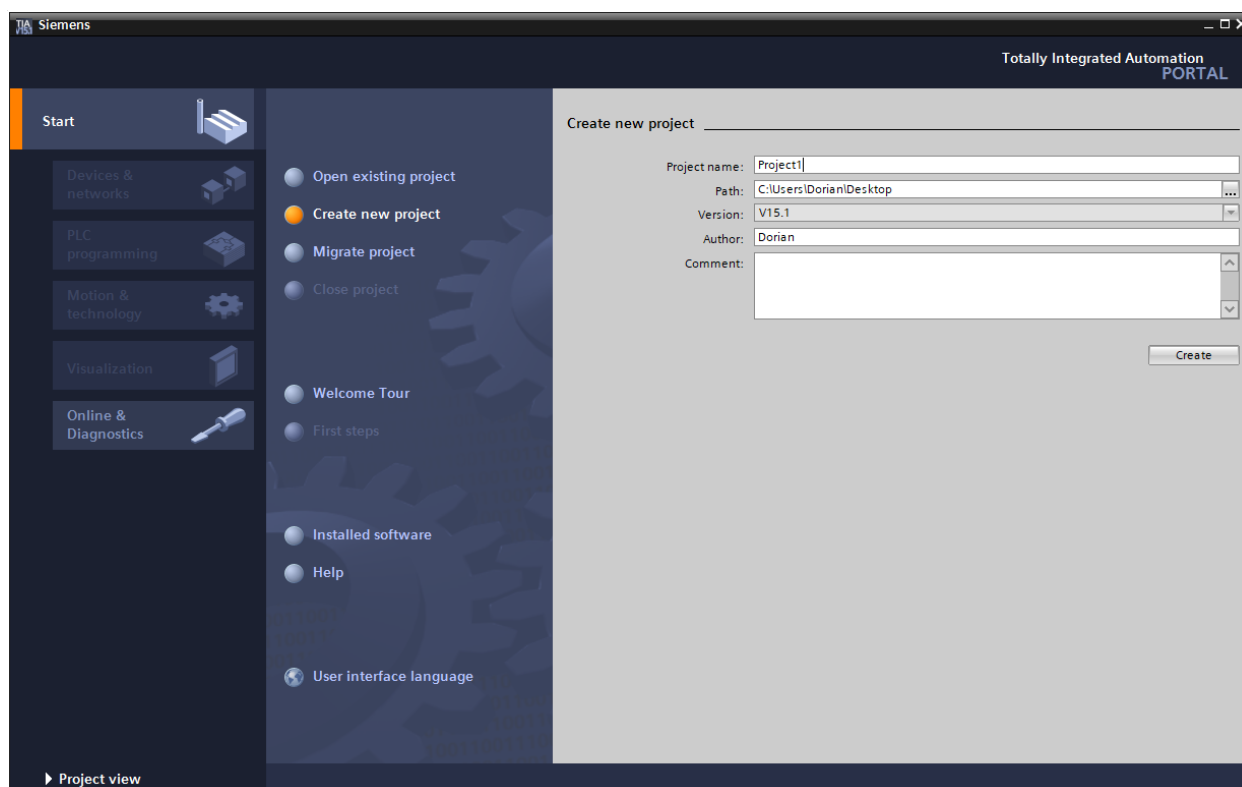 Siemens
Totally Integrated Automation
PORTAL
Start
Devices &
networks
PLC
programming
Motion &
technology
Visualization
Online &
Diagnostics
Project view
Open existing project
Create new project
Migrate project
Close project
Welcome Tour
First steps
Installed software
Help
User interface language
Create new project
Project name: Project1
Path: C:\Users\Dorian\Desktop ...
Version: V15.1
Author: Dorian
Comment:
Create